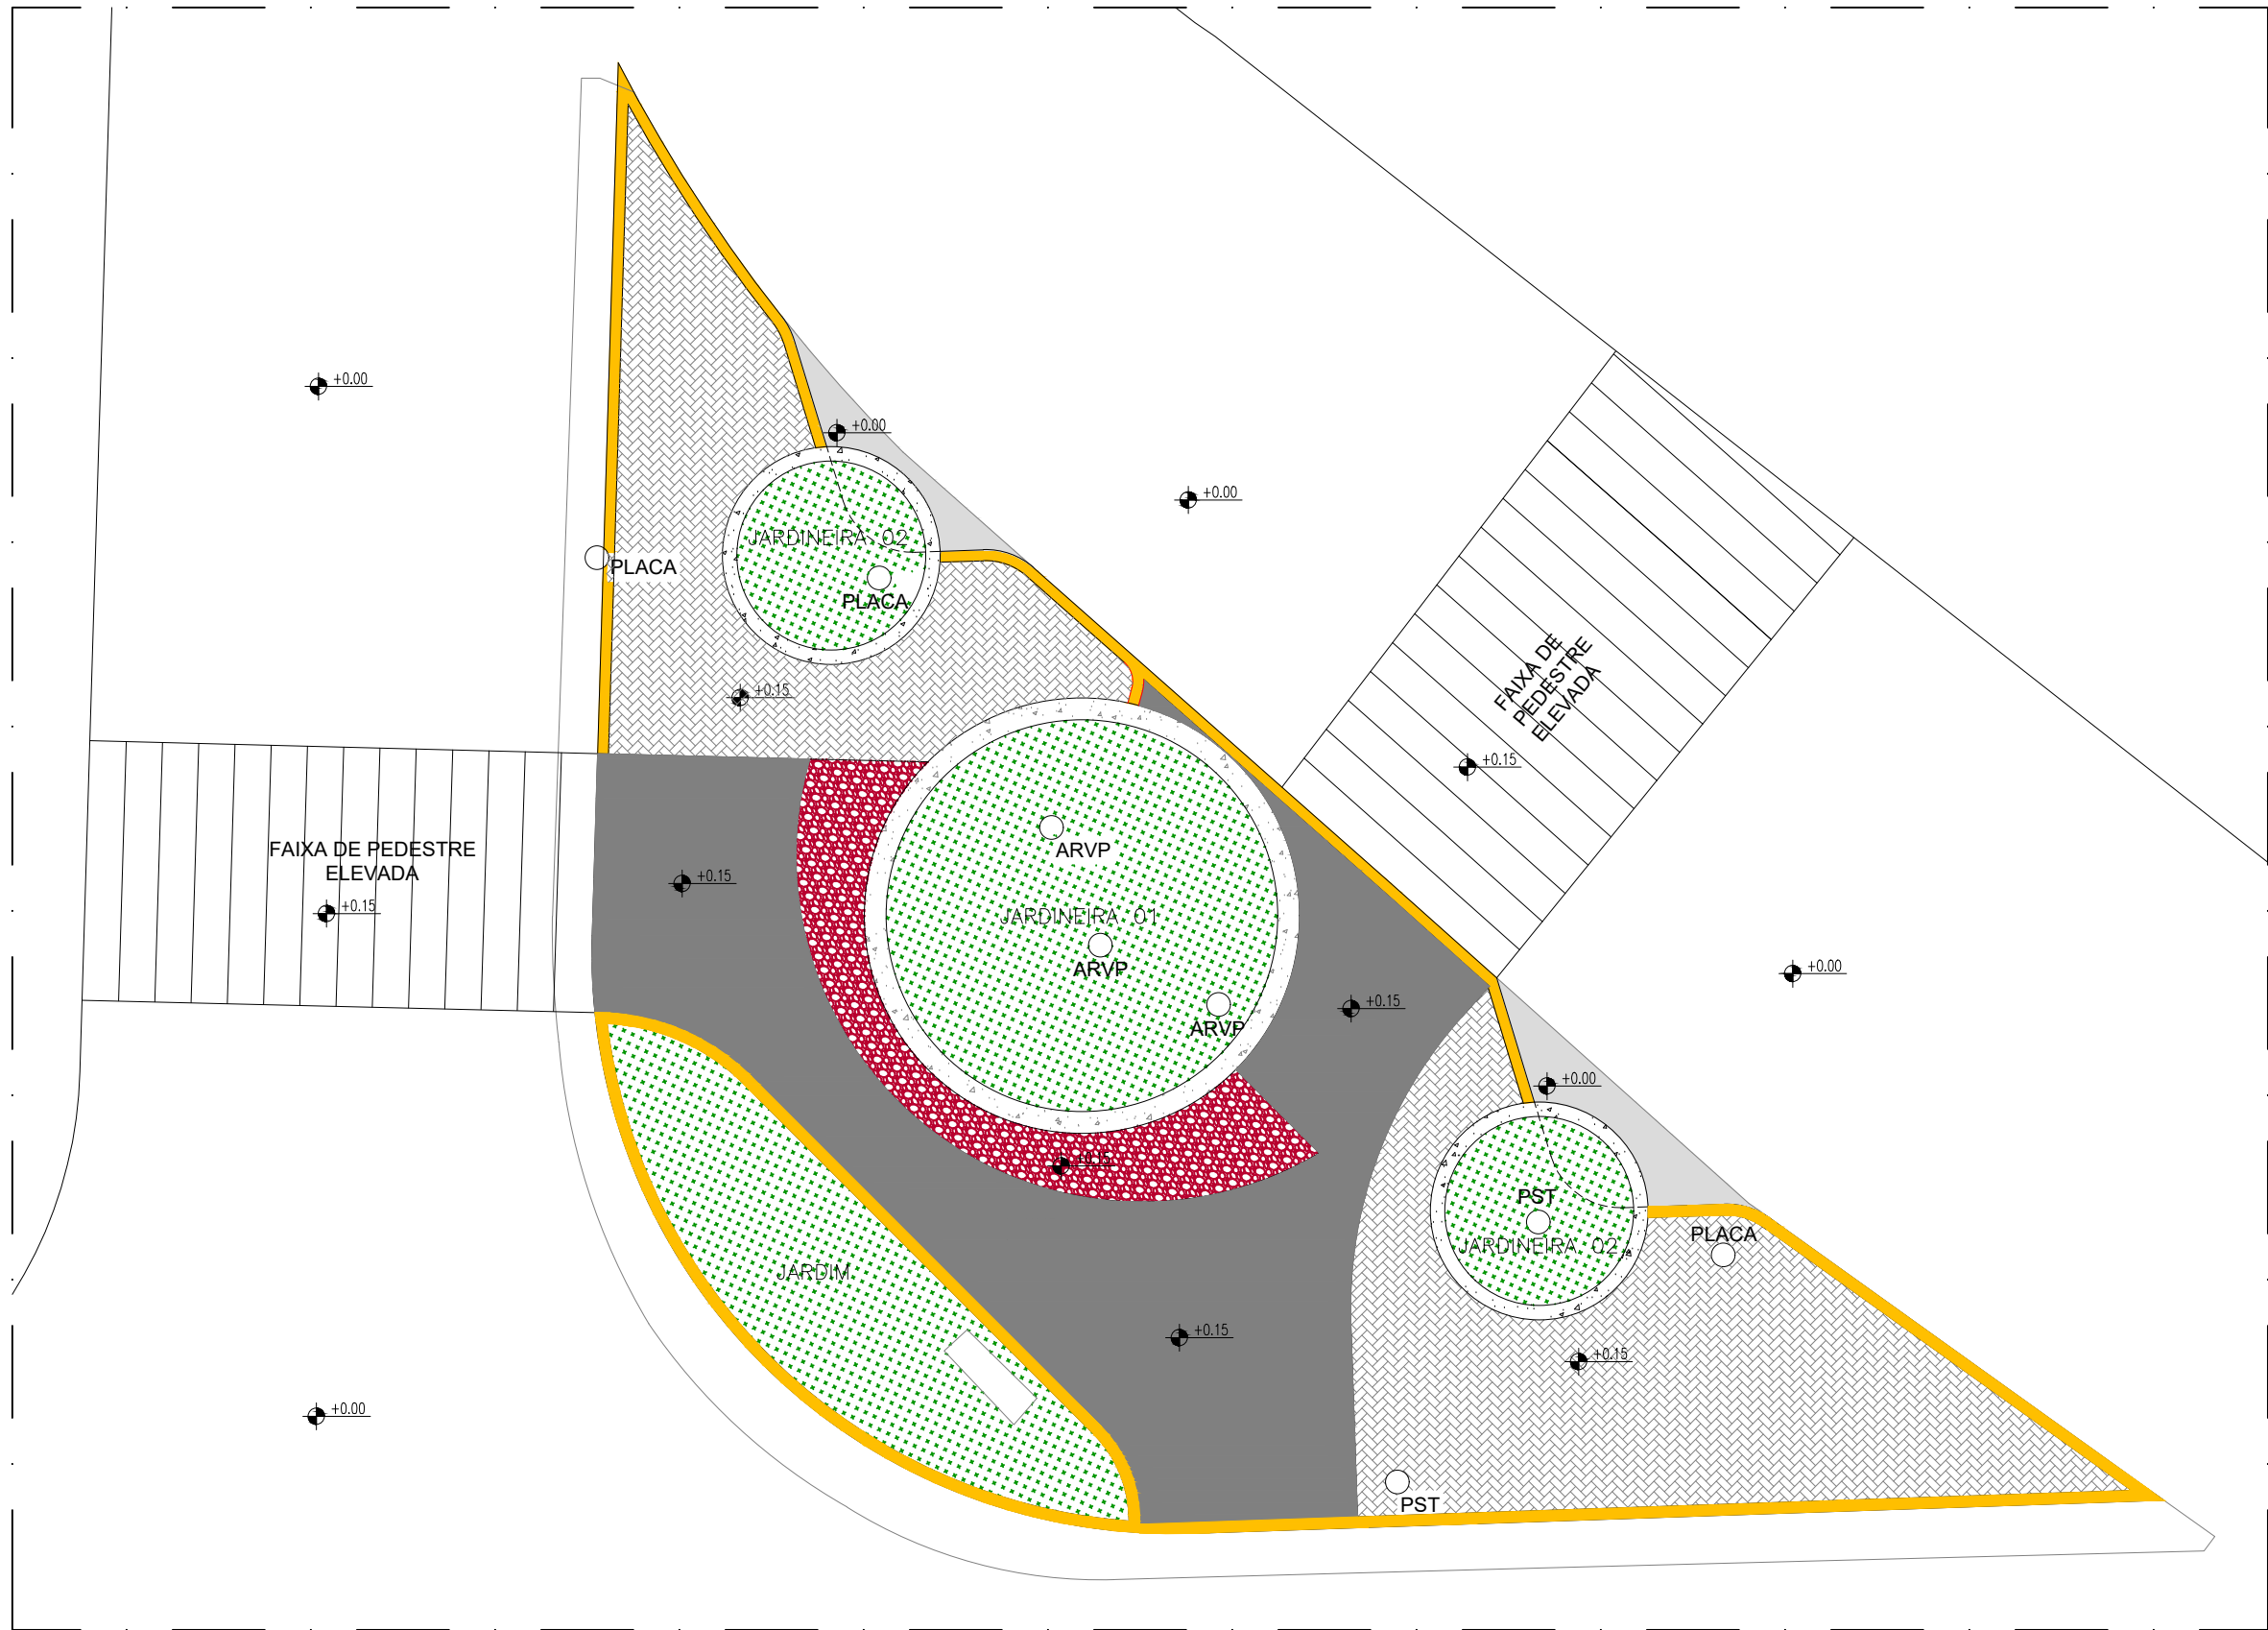 +0.00
+0.00
+0.00
JARDINEIRA 02
PLACA
PLACA
+0.15
FAIXA DE
PEDESTRE
ELEVADA
+0.15
FAIXA DE PEDESTRE
ELEVADA
+0.15
+0.15
ARVP
JARDINEIRA 01
ARVP
ARVP
+0.15
+0.00
+0.00
+0.15
PST
JARDINEIRA 02
PLACA
JARDIM
+0.15
+0.15
+0.00
PST